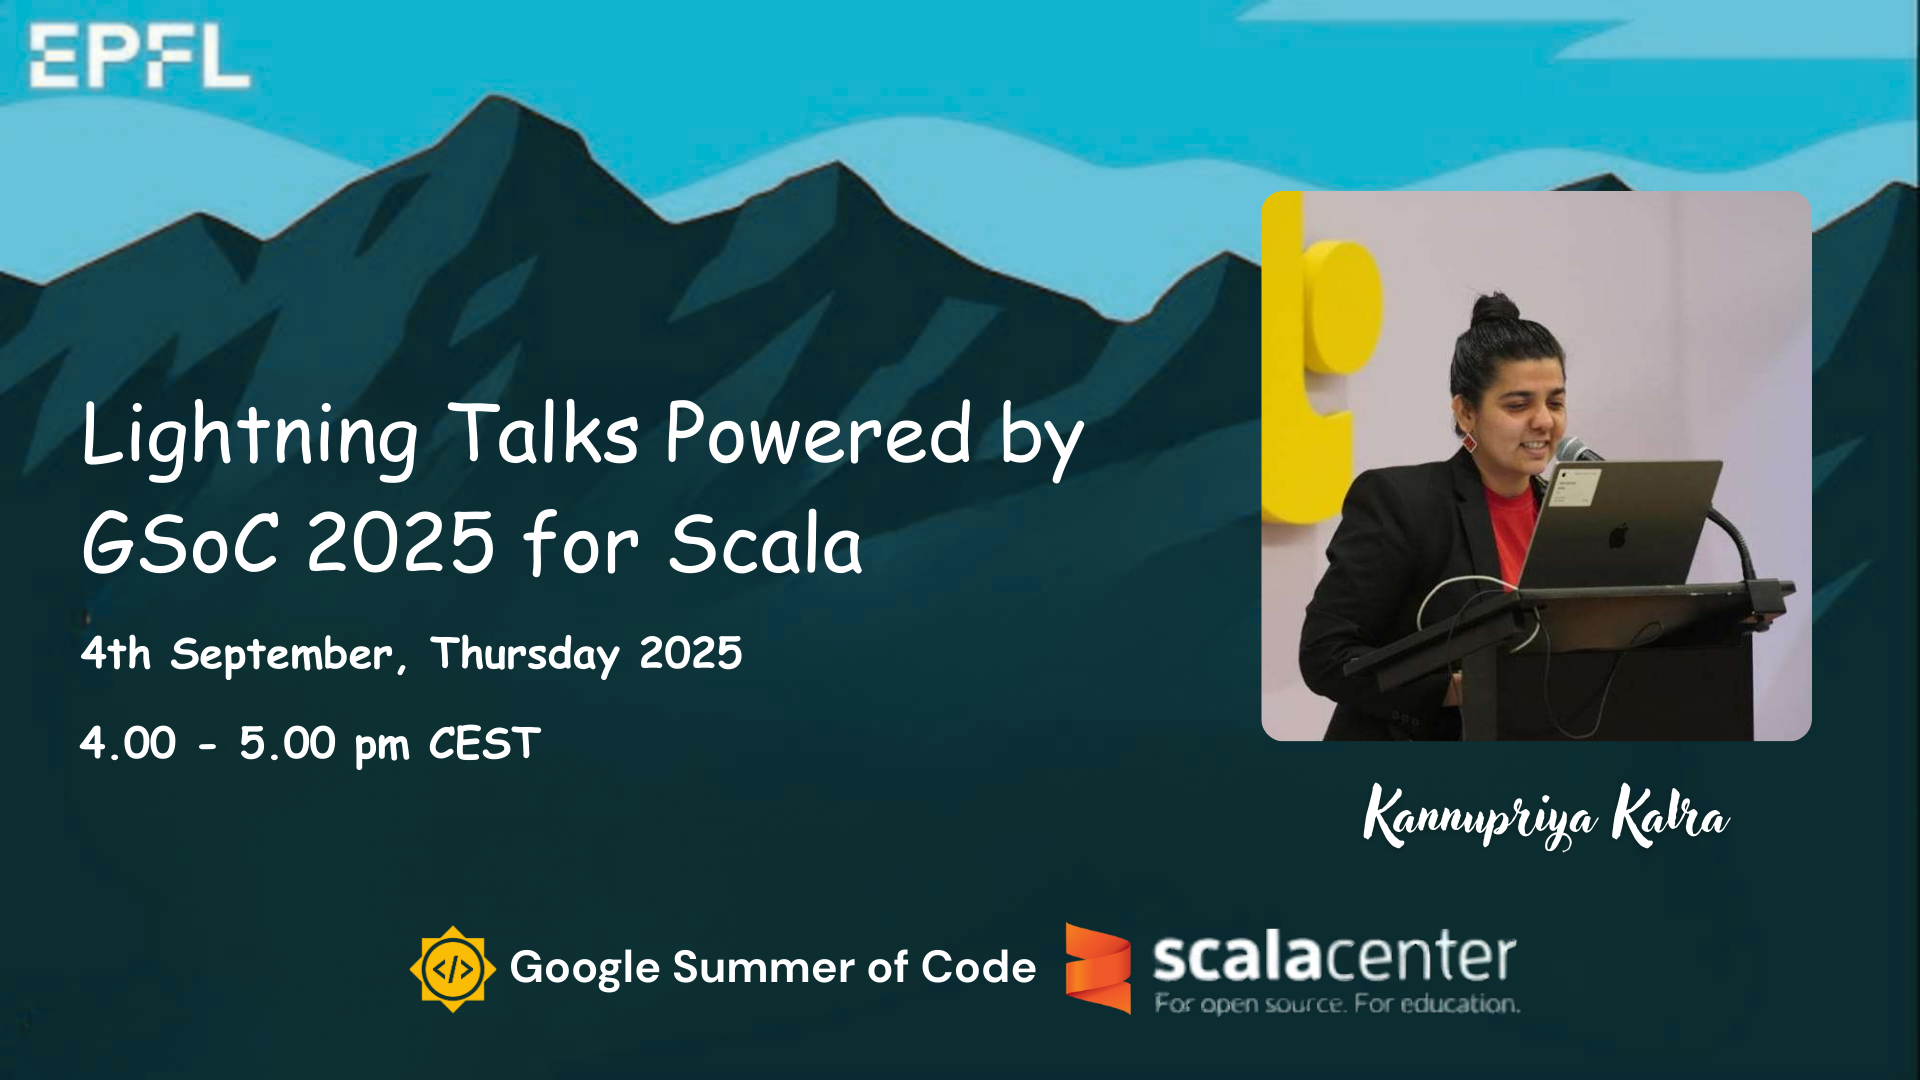 EPFL
Lightning Talks Powered by
GSoC 2025 for Scala
4th September, Thursday 2025
4.00 - 5.00 pm CEST
Kannupriya Kalra
</> Google Summer of Code
scalacenter
For open source. For education.